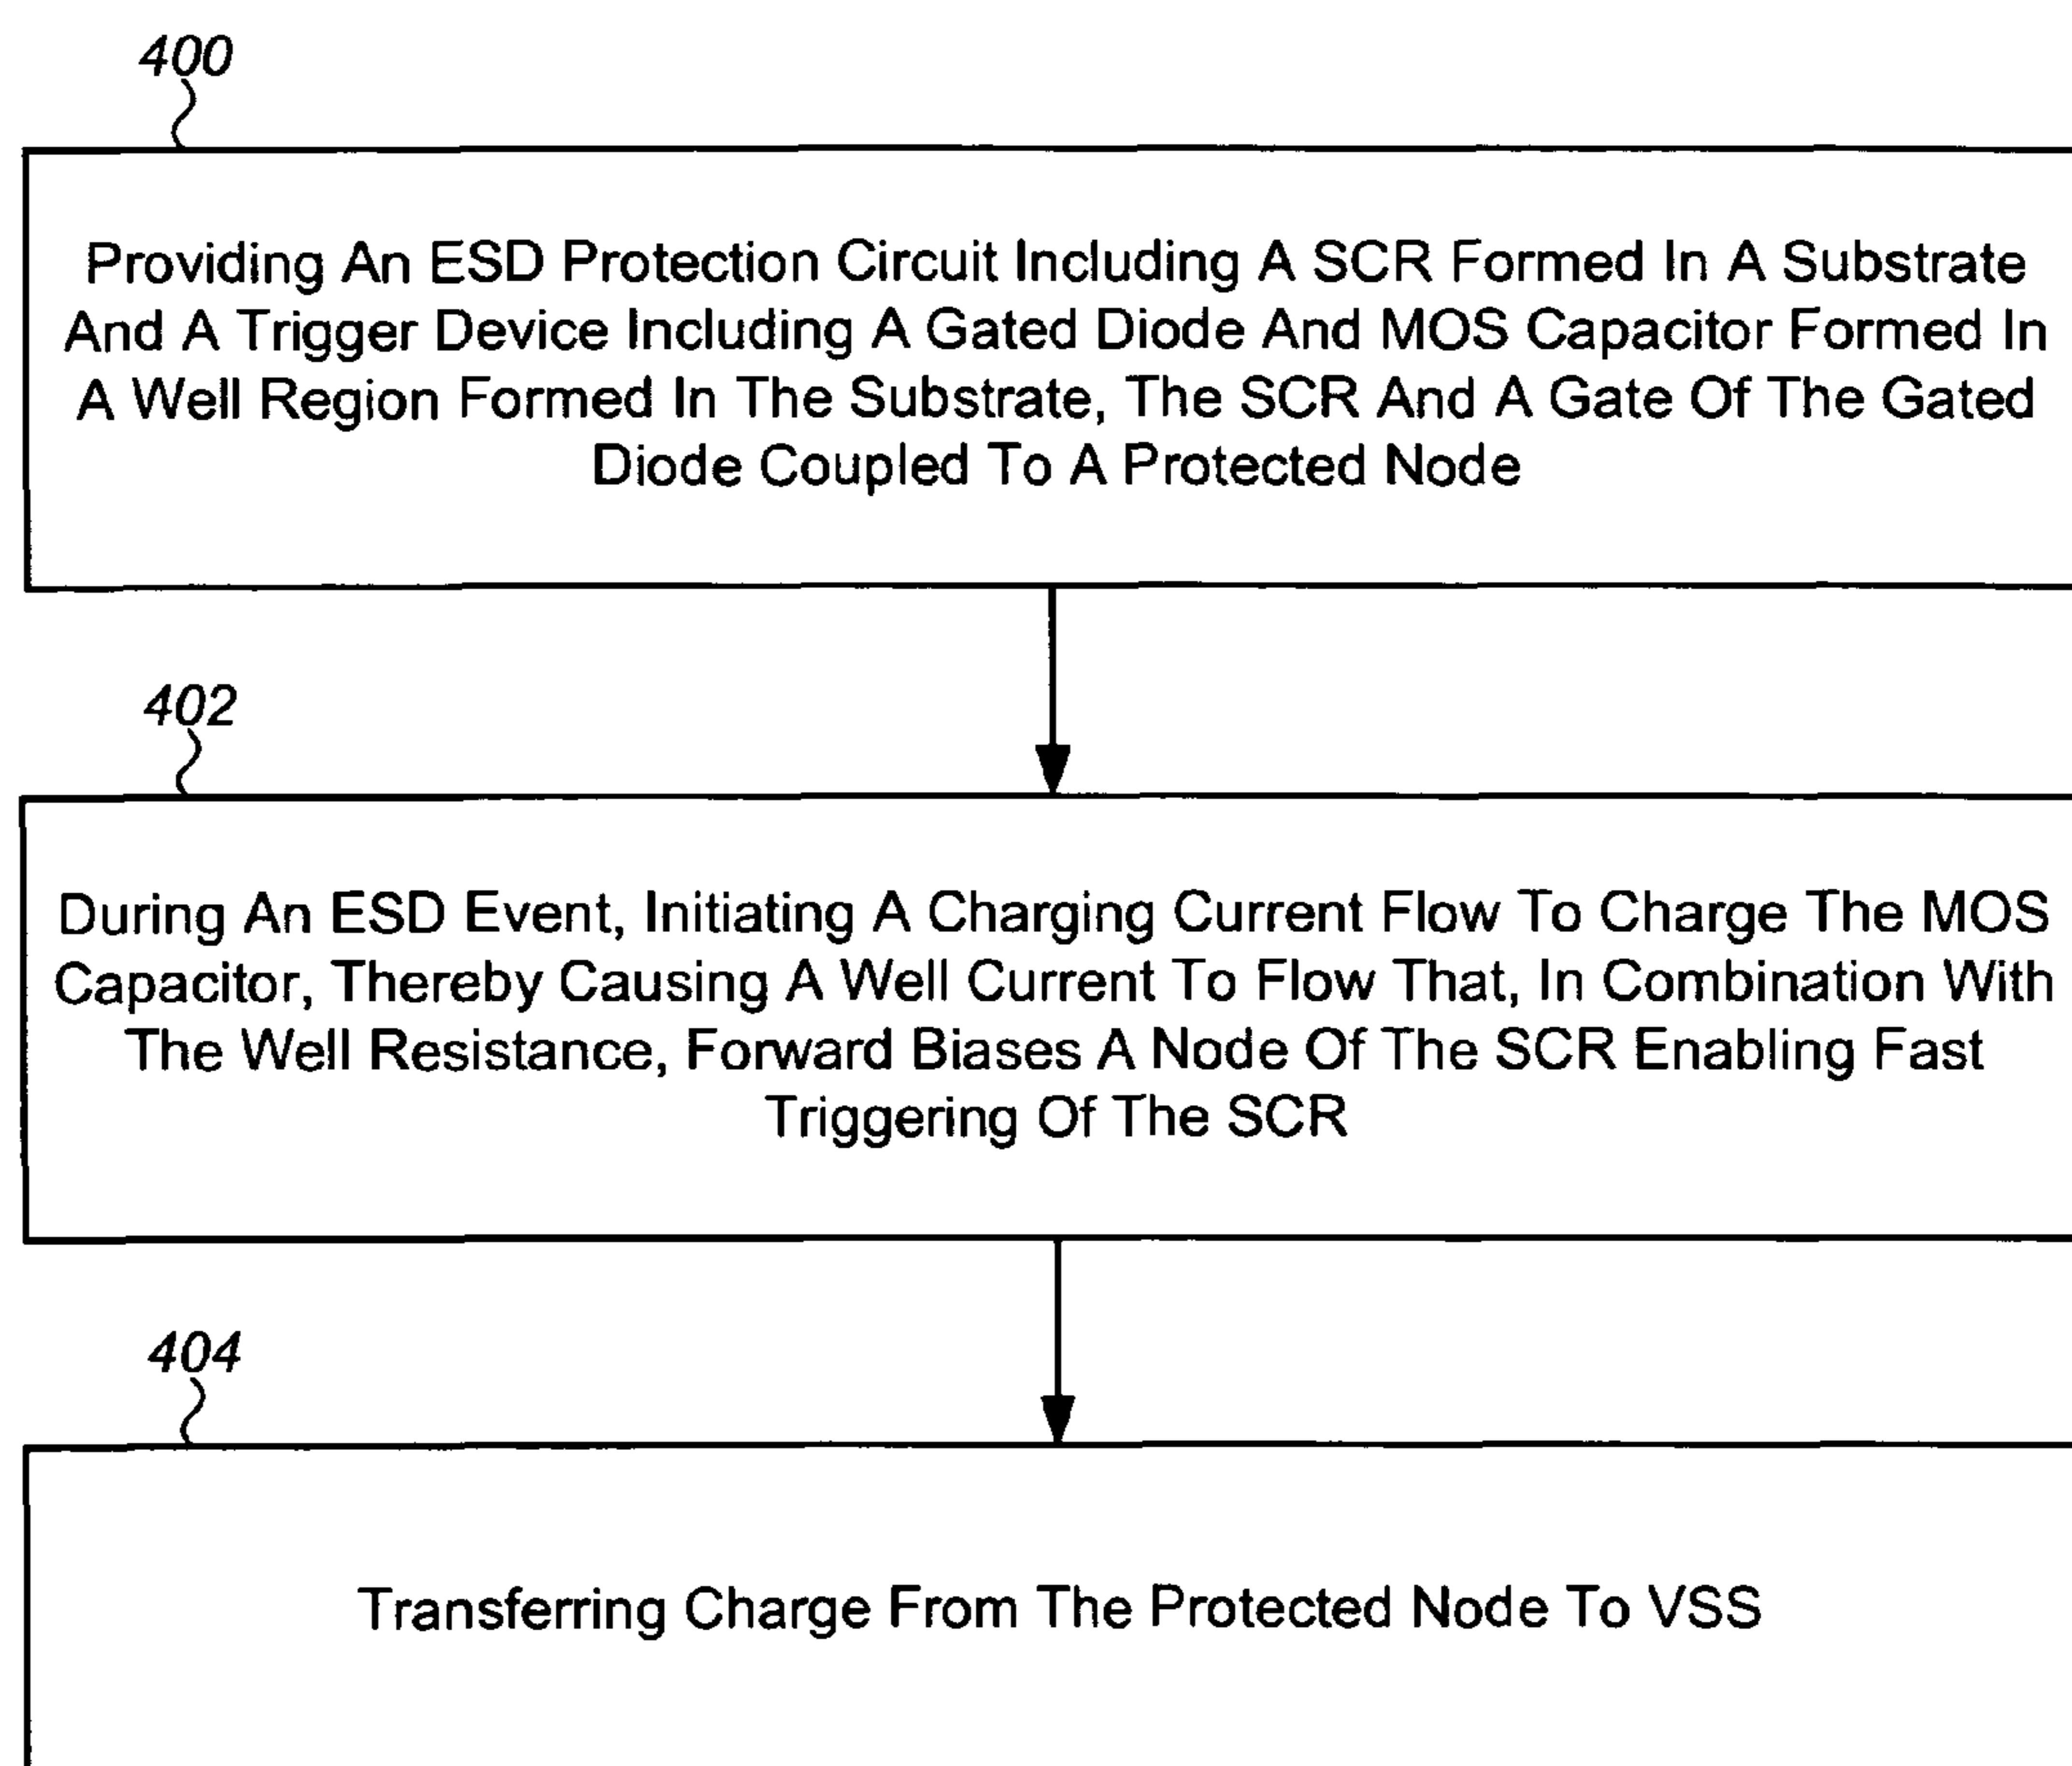 400
Providing An ESD Protection Circuit Including A SCR Formed In A Substrate
And A Trigger Device Including A Gated Diode And MOS Capacitor Formed In
A Well Region Formed In The Substrate, The SCR And A Gate Of The Gated
Diode Coupled To A Protected Node
402
During An ESD Event, Initiating A Charging Current Flow To Charge The MOS
Capacitor, Thereby Causing A Well Current To Flow That, In Combination With
The Well Resistance, Forward Biases A Node Of The SCR Enabling Fast
Triggering Of The SCR
404
Transferring Charge From The Protected Node To VSS